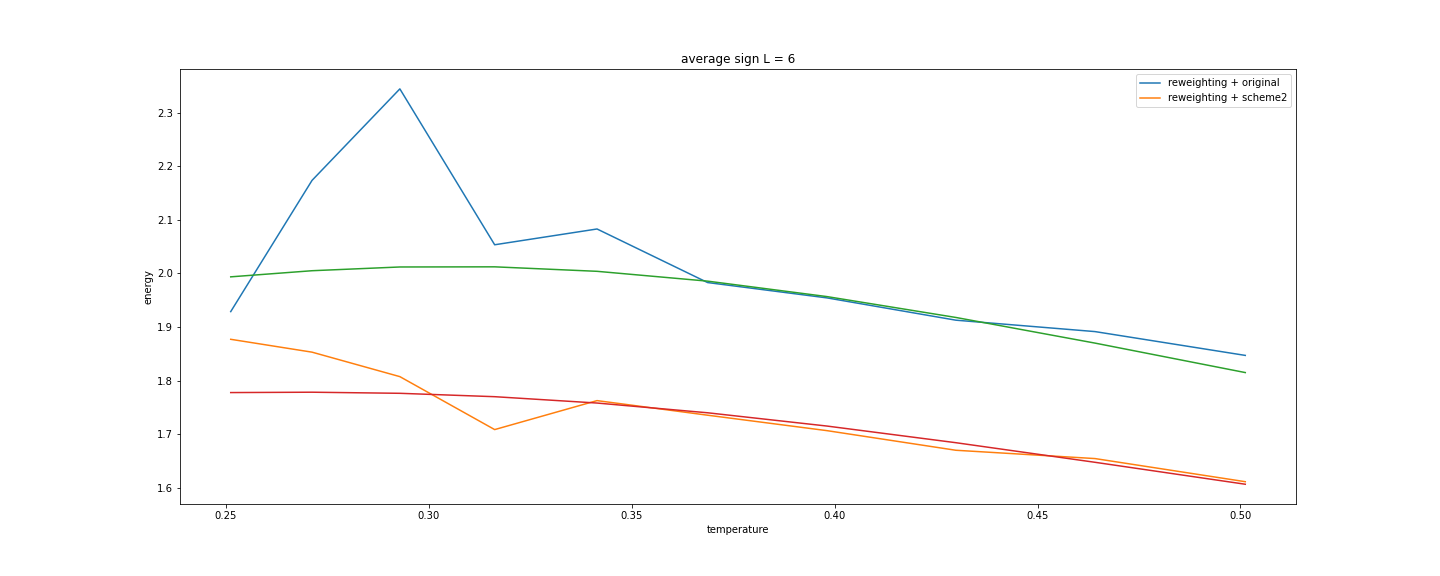 average sign L = 6
reweighting + original
reweighting + scheme2
energy
2.3
2.2
2.1
2.0
1.9
1.8
1.7
1.6
0.25
0.30
0.35
0.40
0.45
0.50
temperature